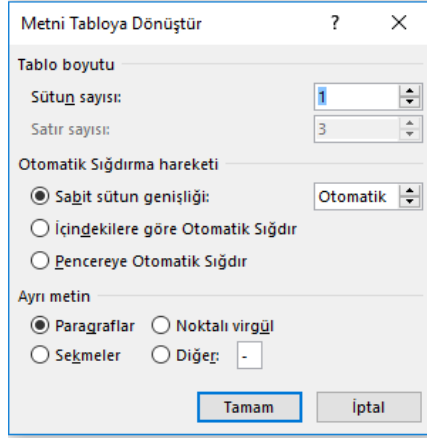 Metni Tabloya Dönüştür ? ×
Tablo boyutu
Sütun sayısı: 1
Satır sayısı: 3
Otomatik Sığdırma hareketi
Sabit sütun genişliği: Otomatik
İçindekilere göre Otomatik Sığdır
Pencereye Otomatik Sığdır
Ayrı metin
Paragraflar Noktalı virgül
Sekmeler Diğer: -
Tamam İptal